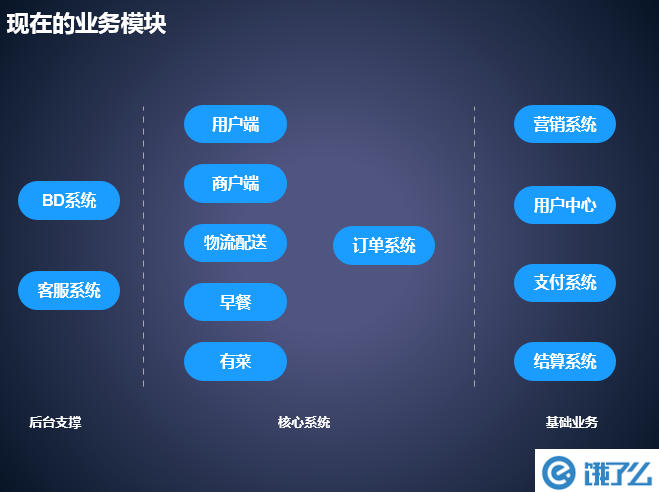 现在的业务模块
BD系统
客服系统
后台支撑
用户端
商户端
物流配送
早餐
有菜
订单系统
核心系统
营销系统
用户中心
支付系统
结算系统
基础业务
饿了么